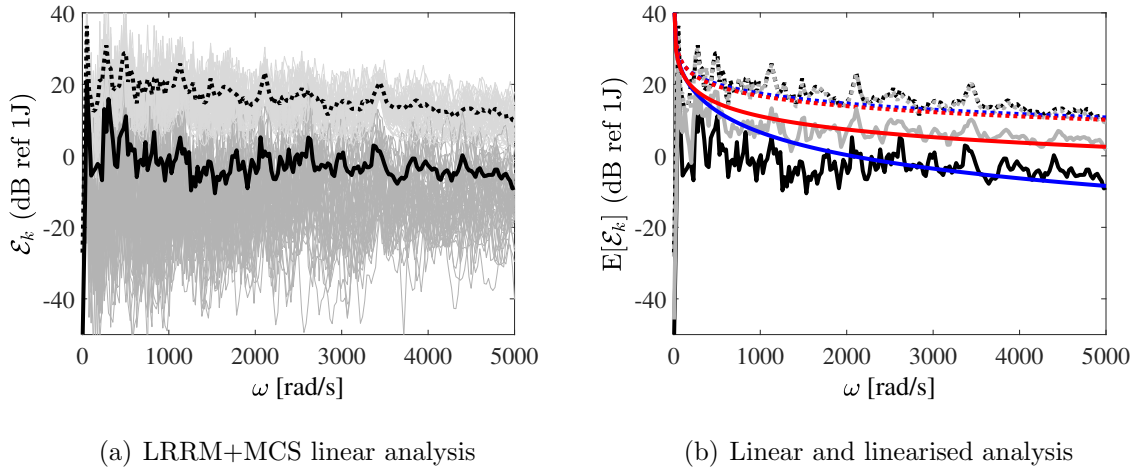 40
20
0
-20
-40
ℰₖ (dB ref 1J)
0 1000 2000 3000 4000 5000
ω [rad/s]
(a) LRRM+MCS linear analysis
40
20
0
-20
-40
E[ℰₖ] (dB ref 1J)
0 1000 2000 3000 4000 5000
ω [rad/s]
(b) Linear and linearised analysis